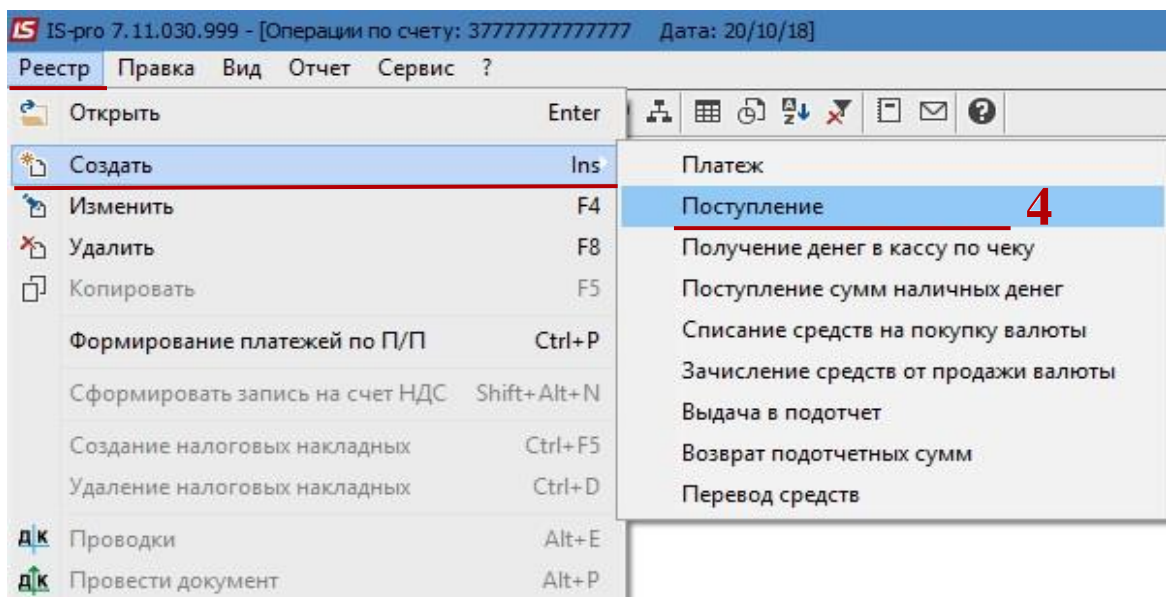 IS IS-pro 7.11.030.999 - [Операции по счету: 37777777777777 Дата: 20/10/18]
Реестр Правка Вид Отчет Сервис ?
Открыть Enter
Создать Ins
Платеж
Изменить F4
Поступление 4
Удалить F8
Получение денег в кассу по чеку
Копировать F5
Поступление сумм наличных денег
Формирование платежей по П/П Ctrl+P
Списание средств на покупку валюты
Зачисление средств от продажи валюты
Сформировать запись на счет НДС Shift+Alt+N
Выдача в подотчет
Создание налоговых накладных Ctrl+F5
Возврат подотчетных сумм
Удаление налоговых накладных Ctrl+D
Перевод средств
Д К Проводки Alt+E
Д К Провести документ Alt+P